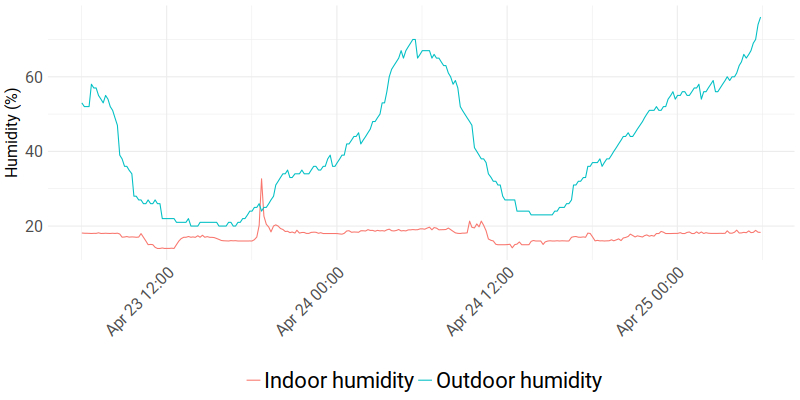 Humidity (%)
60
40
20
Apr 23 12:00
Apr 24 00:00
Apr 24 12:00
Apr 25 00:00
Indoor humidity
Outdoor humidity